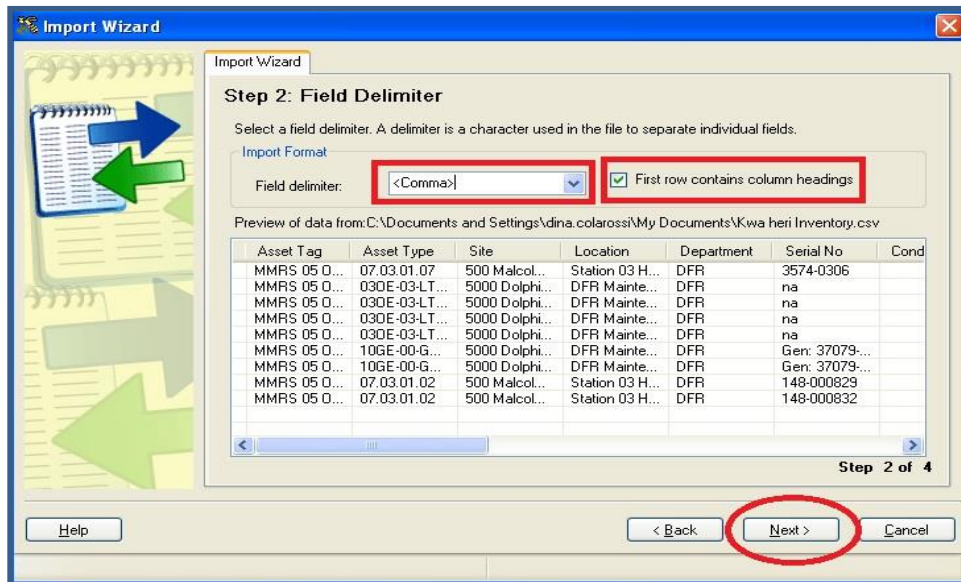 Import Wizard
Import Wizard
Step 2: Field Delimiter
Select a field delimiter. A delimiter is a character used in the file to separate individual fields.
Import Format
Field delimiter: <Comma> First row contains column headings
Preview of data from:C:\Documents and Settings\dina.colarossi\My Documents\Kwa heri Inventory.csv
Asset Tag Asset Type Site Location Department Serial No Cond
MMRS 05 O... 07.03.01.07 500 Malcol... Station 03 H... DFR 3574-0306
MMRS 05 O... 03OE-03-LT... 5000 Dolphi... DFR Mainte... DFR na
MMRS 05 O... 03OE-03-LT... 5000 Dolphi... DFR Mainte... DFR na
MMRS 05 O... 03OE-03-LT... 5000 Dolphi... DFR Mainte... DFR na
MMRS 05 O... 03OE-03-LT... 5000 Dolphi... DFR Mainte... DFR na
MMRS 05 O... 10GE-00-G... 5000 Dolphi... DFR Mainte... DFR Gen: 37079-...
MMRS 05 O... 10GE-00-G... 5000 Dolphi... DFR Mainte... DFR Gen: 37079-...
MMRS 05 O... 07.03.01.02 500 Malcol... Station 03 H... DFR 148-000829
MMRS 05 O... 07.03.01.02 500 Malcol... Station 03 H... DFR 148-000832
Step 2 of 4
Help < Back Next > Cancel